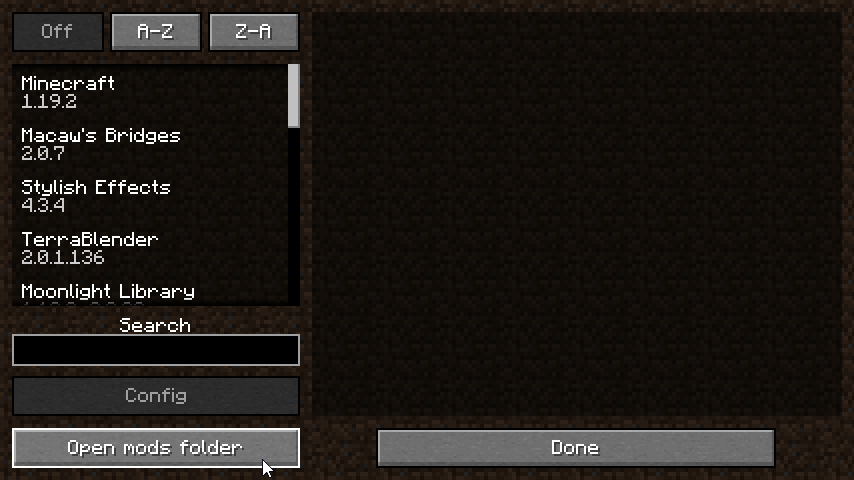 Off
A-Z
Z-A
Minecraft
1.19.2
Macaw's Bridges
2.0.7
Stylish Effects
4.3.4
TerraBlender
2.0.1.136
Moonlight Library
Search
Config
Open mods folder
Done